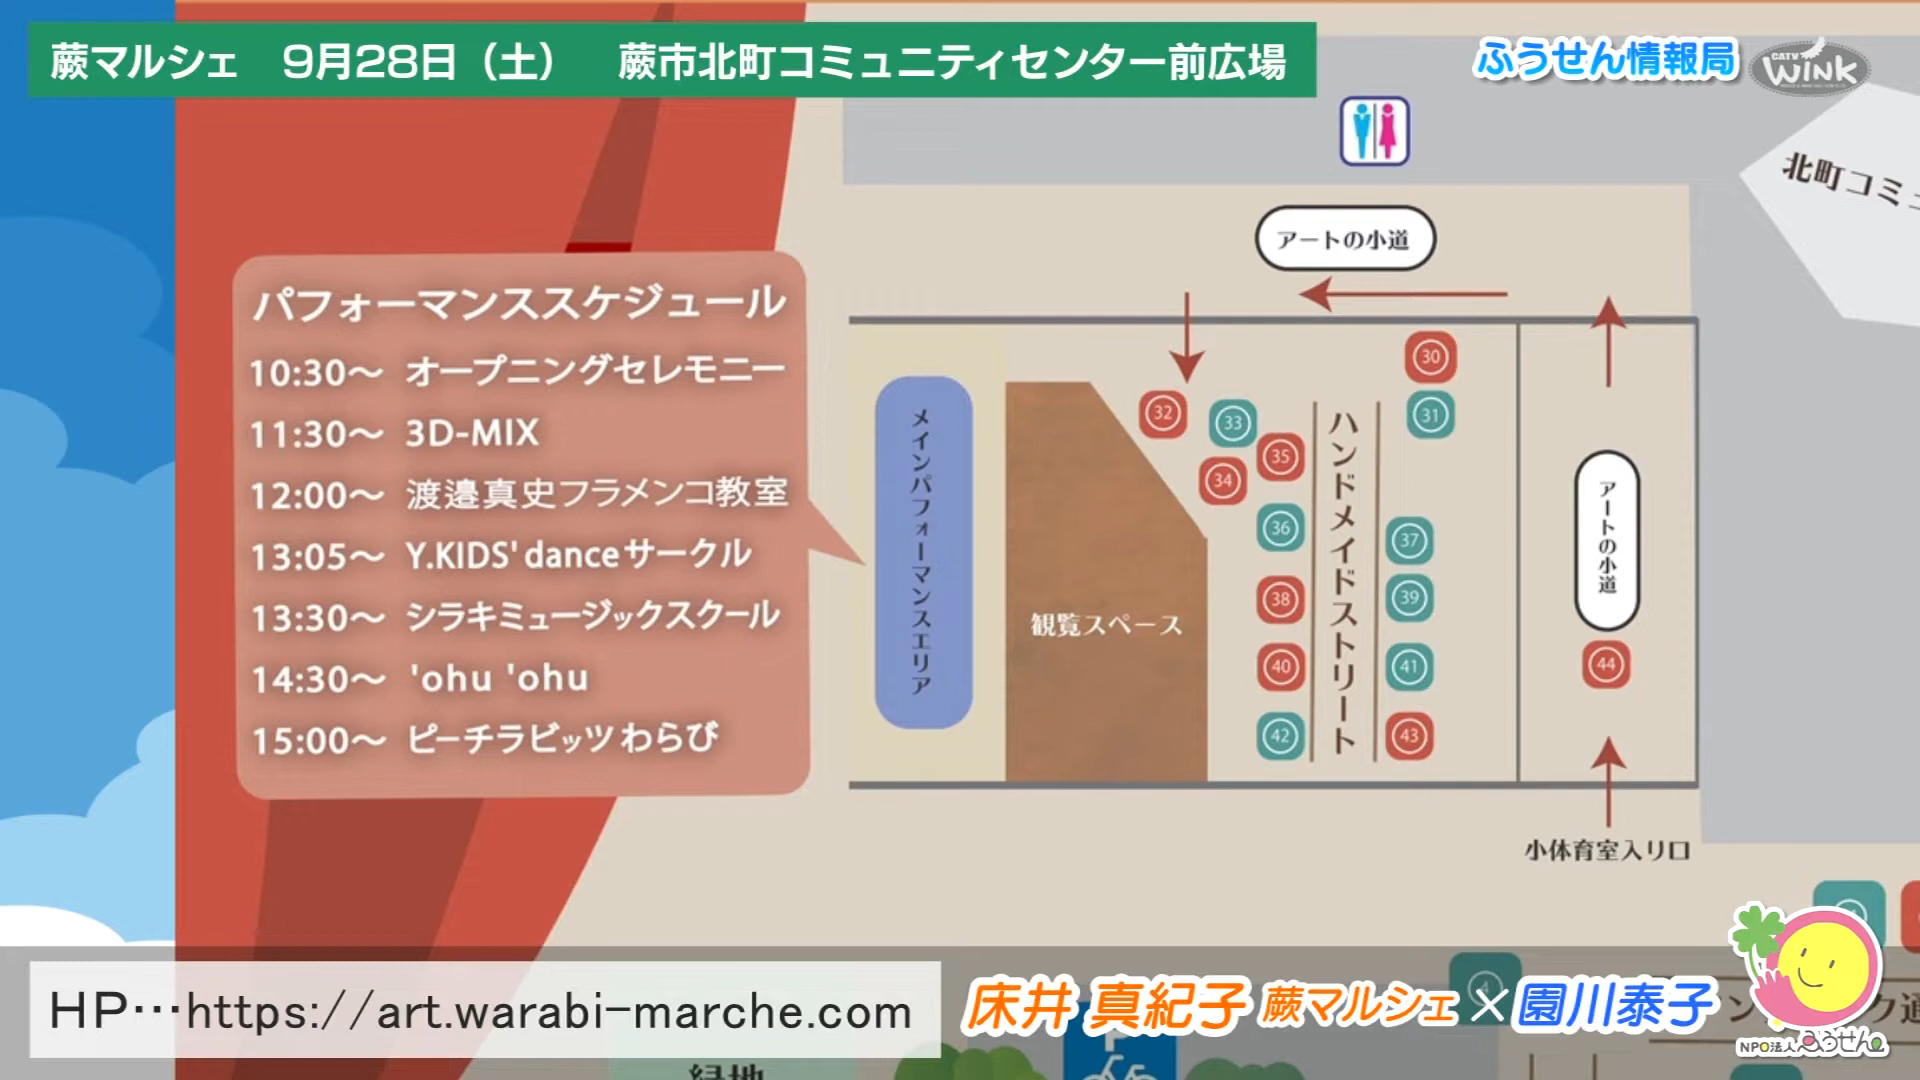 蕨マルシェ 9月28日（土） 蕨市北町コミュニティセンター前広場
ふうせん情報局
CATV
WINK
北町コミュ
アートの小道
パフォーマンススケジュール
10:30〜 オープニングセレモニー
11:30〜 3D-MIX
12:00〜 渡邉真史フラメンコ教室
13:05〜 Y.KIDS'danceサークル
13:30〜 シラキミュージックスクール
14:30〜 'ohu 'ohu
15:00〜 ピーチラビッツわらび
メインパフォーマンスエリア
観覧スペース
30
31
32
33
34
35
36
37
38
39
40
41
42
43
ハンドメイドストリート
アートの小道
44
小体育室入り口
HP…https://art.warabi-marche.com
床井 真紀子 蕨マルシェ×園川泰子
NPO法人ふうせん
P
緑地